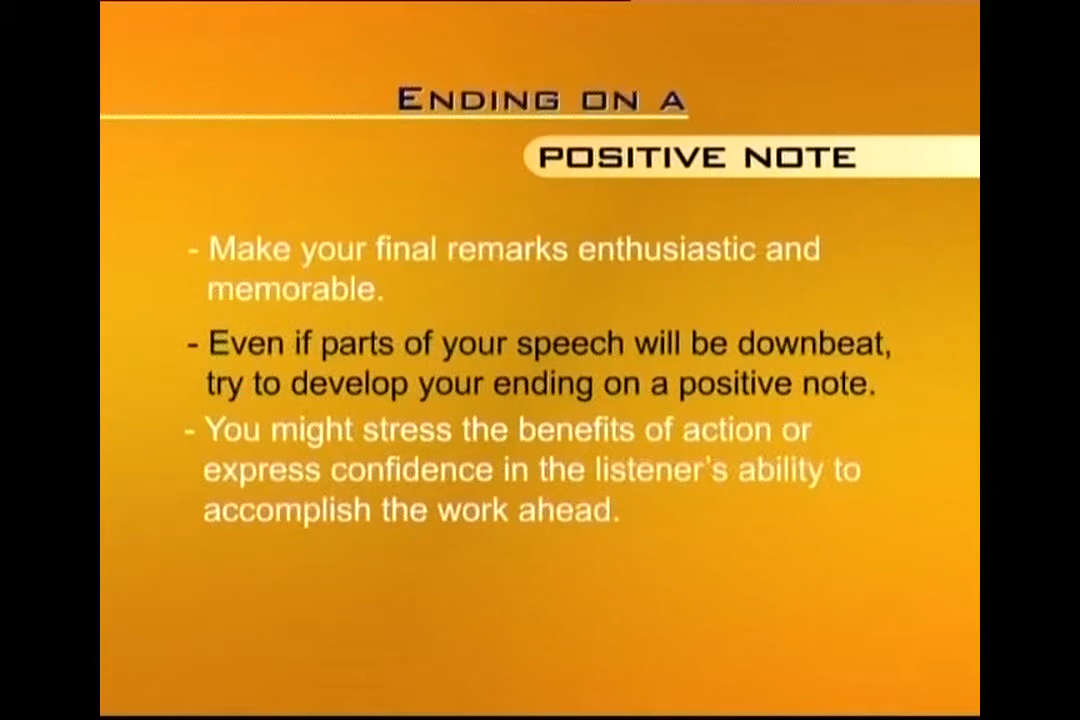 ENDING ON A
POSITIVE NOTE
- Make your final remarks enthusiastic and
memorable.
- Even if parts of your speech will be downbeat,
try to develop your ending on a positive note.
- You might stress the benefits of action or
express confidence in the listener's ability to
accomplish the work ahead.